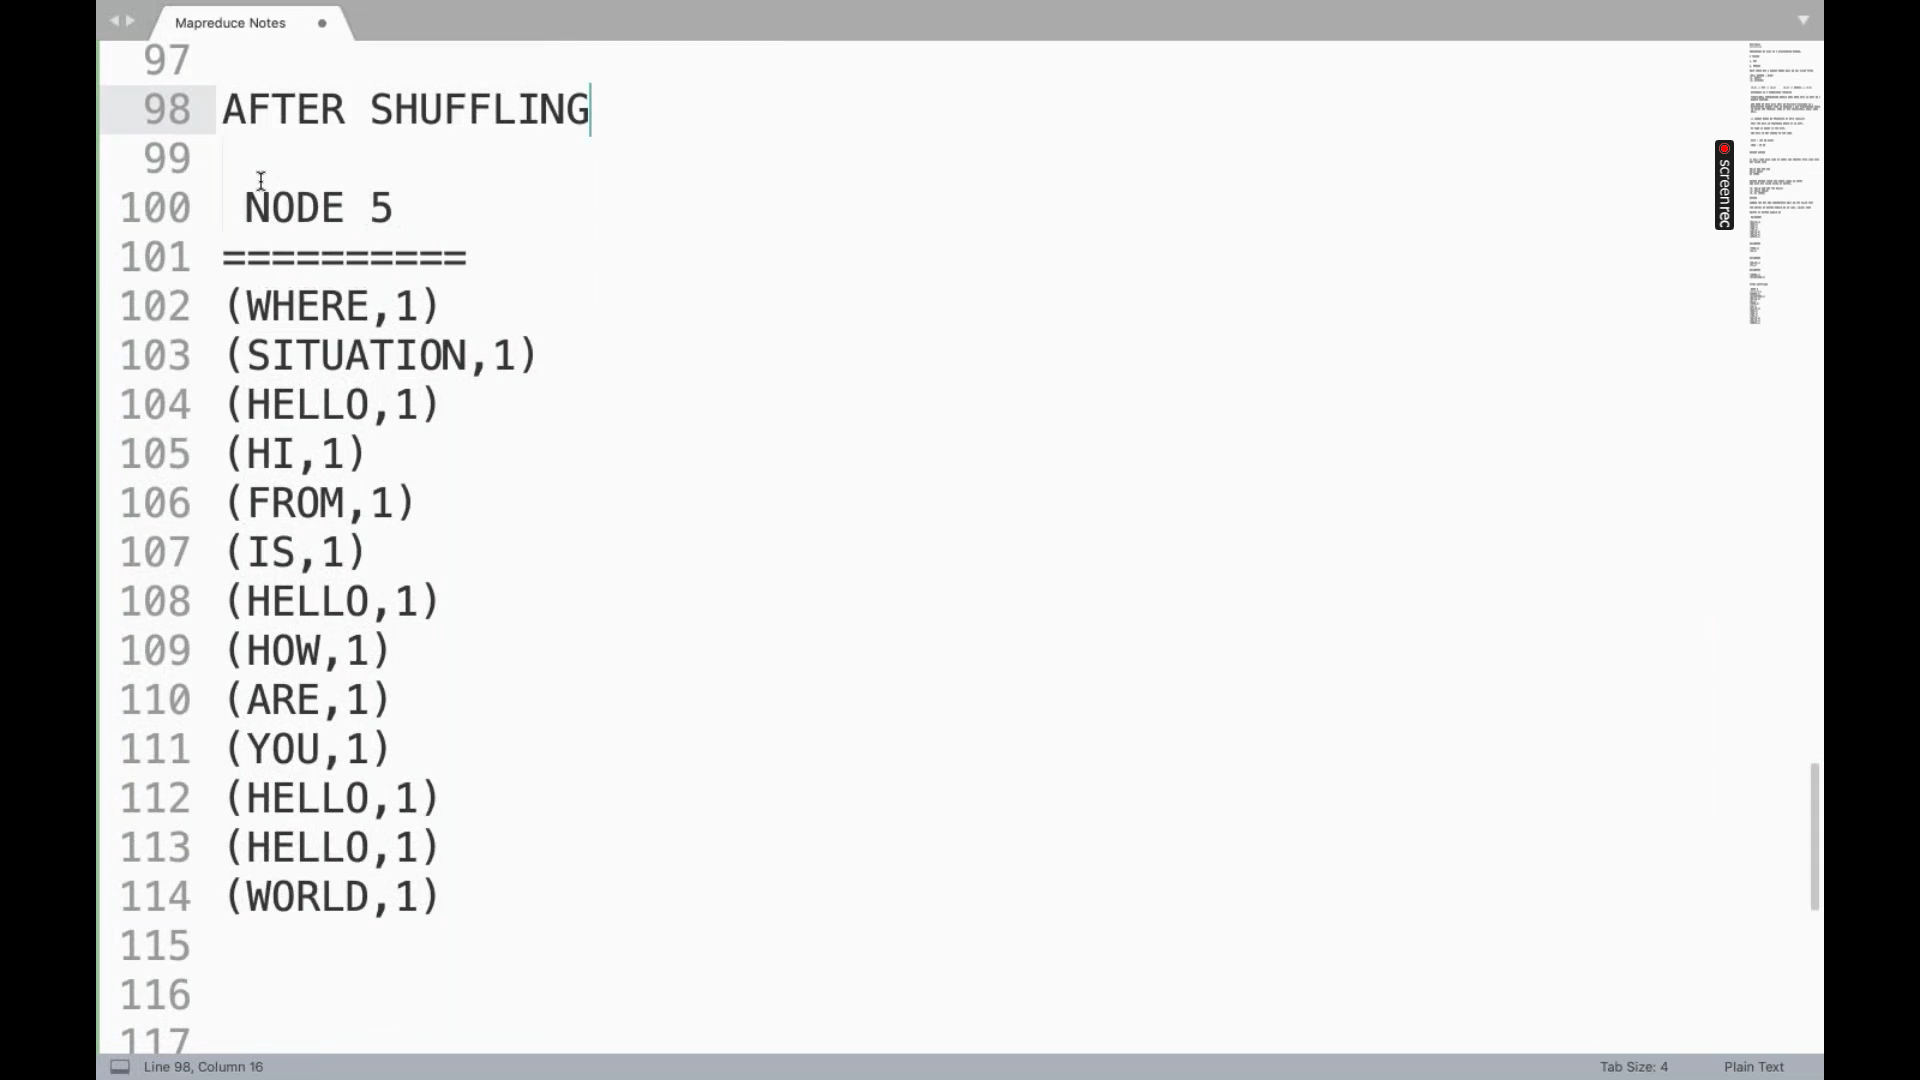 Mapreduce Notes
97
98 AFTER SHUFFLING
99
100 NODE 5
101 ==========
102 (WHERE,1)
103 (SITUATION,1)
104 (HELLO,1)
105 (HI,1)
106 (FROM,1)
107 (IS,1)
108 (HELLO,1)
109 (HOW,1)
110 (ARE,1)
111 (YOU,1)
112 (HELLO,1)
113 (HELLO,1)
114 (WORLD,1)
115
116
117
screenrec
Line 98, Column 16
Tab Size: 4
Plain Text